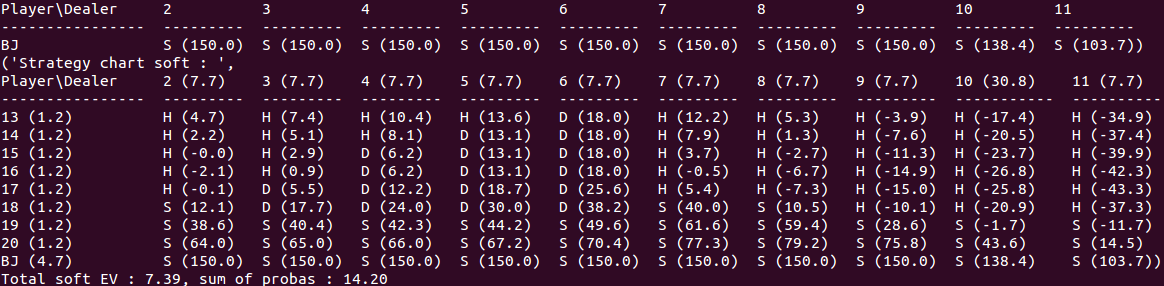 Player\Dealer 2 3 4 5 6 7 8 9 10 11
---------------- --------- --------- --------- --------- --------- --------- --------- --------- --------- ---------
BJ S (150.0) S (150.0) S (150.0) S (150.0) S (150.0) S (150.0) S (150.0) S (150.0) S (138.4) S (103.7))
('Strategy chart soft : ',
Player\Dealer 2 (7.7) 3 (7.7) 4 (7.7) 5 (7.7) 6 (7.7) 7 (7.7) 8 (7.7) 9 (7.7) 10 (30.8) 11 (7.7)
---------------- --------- --------- --------- --------- --------- --------- --------- --------- ----------- ----------
13 (1.2) H (4.7) H (7.4) H (10.4) H (13.6) D (18.0) H (12.2) H (5.3) H (-3.9) H (-17.4) H (-34.9)
14 (1.2) H (2.2) H (5.1) H (8.1) D (13.1) D (18.0) H (7.9) H (1.3) H (-7.6) H (-20.5) H (-37.4)
15 (1.2) H (-0.0) H (2.9) D (6.2) D (13.1) D (18.0) H (3.7) H (-2.7) H (-11.3) H (-23.7) H (-39.9)
16 (1.2) H (-2.1) H (0.9) D (6.2) D (13.1) D (18.0) H (-0.5) H (-6.7) H (-14.9) H (-26.8) H (-42.3)
17 (1.2) H (-0.1) D (5.5) D (12.2) D (18.7) D (25.6) H (5.4) H (-7.3) H (-15.0) H (-25.8) H (-43.3)
18 (1.2) S (12.1) D (17.7) D (24.0) D (30.0) D (38.2) S (40.0) S (10.5) H (-10.1) H (-20.9) H (-37.3)
19 (1.2) S (38.6) S (40.4) S (42.3) S (44.2) S (49.6) S (61.6) S (59.4) S (28.6) S (-1.7) S (-11.7)
20 (1.2) S (64.0) S (65.0) S (66.0) S (67.2) S (70.4) S (77.3) S (79.2) S (75.8) S (43.6) S (14.5)
BJ (4.7) S (150.0) S (150.0) S (150.0) S (150.0) S (150.0) S (150.0) S (150.0) S (150.0) S (138.4) S (103.7))
Total soft EV : 7.39, sum of probas : 14.20